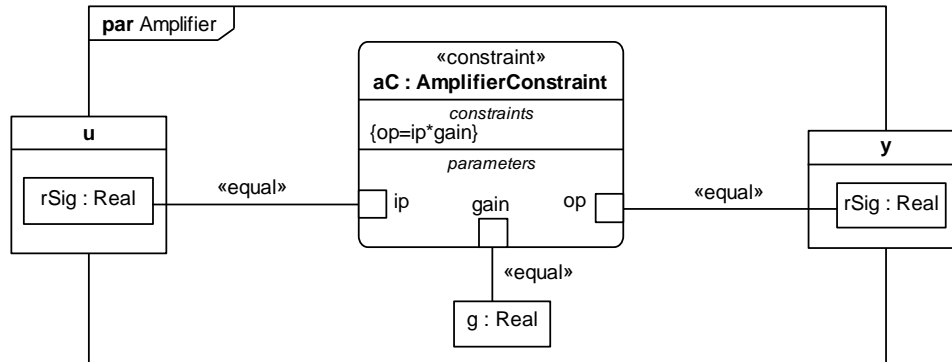 par Amplifier
«constraint»
aC : AmplifierConstraint
constraints
{op=ip*gain}
parameters
u
rSig : Real
«equal»
ip
gain
op
«equal»
y
rSig : Real
«equal»
g : Real